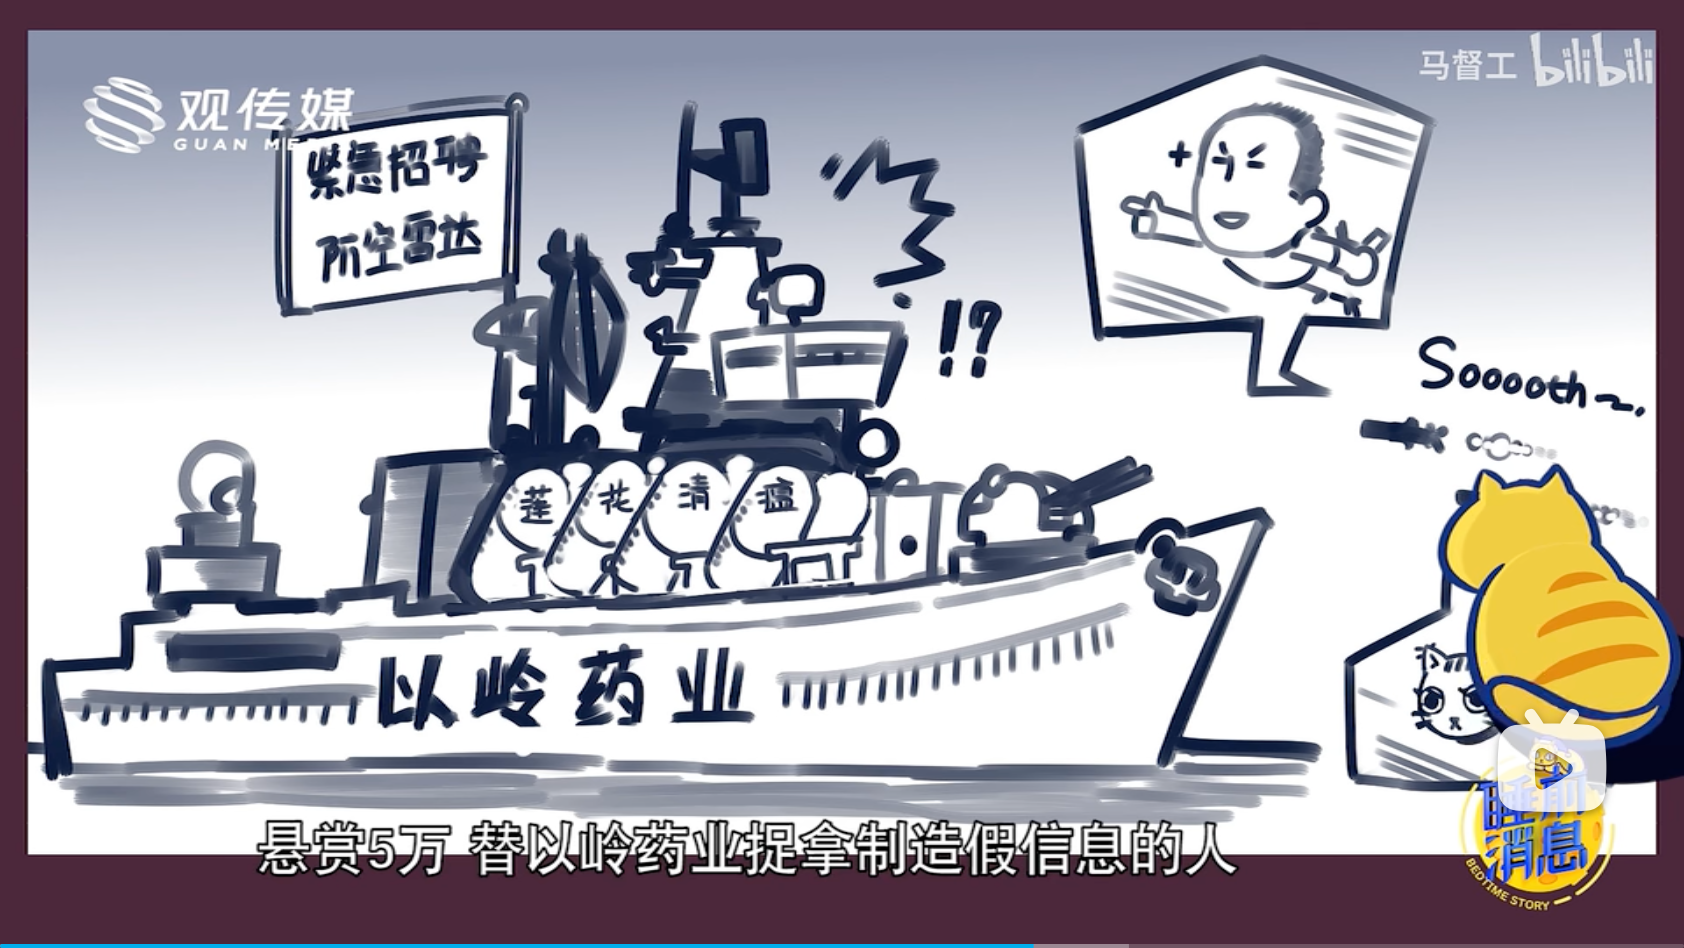 观传媒
GUAN ME
马督工 bilibili
紧急招聘
防空雷达
!?
Sooooth~.
莲花清瘟
以岭药业
悬赏5万 替以岭药业捉拿制造假信息的人
睡前
消息
BEDTIME STORY